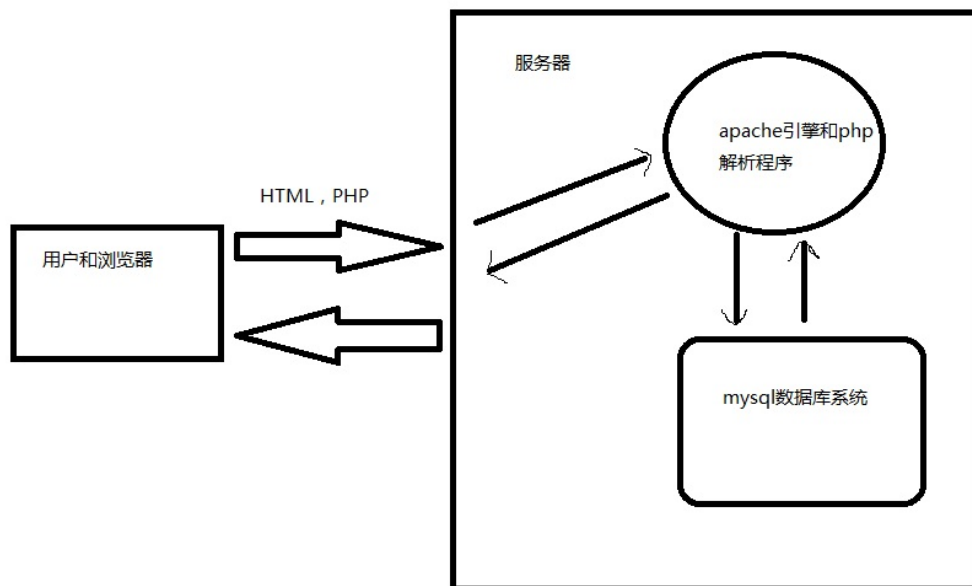 服务器
apache引擎和php
解析程序
HTML，PHP
用户和浏览器
mysql数据库系统